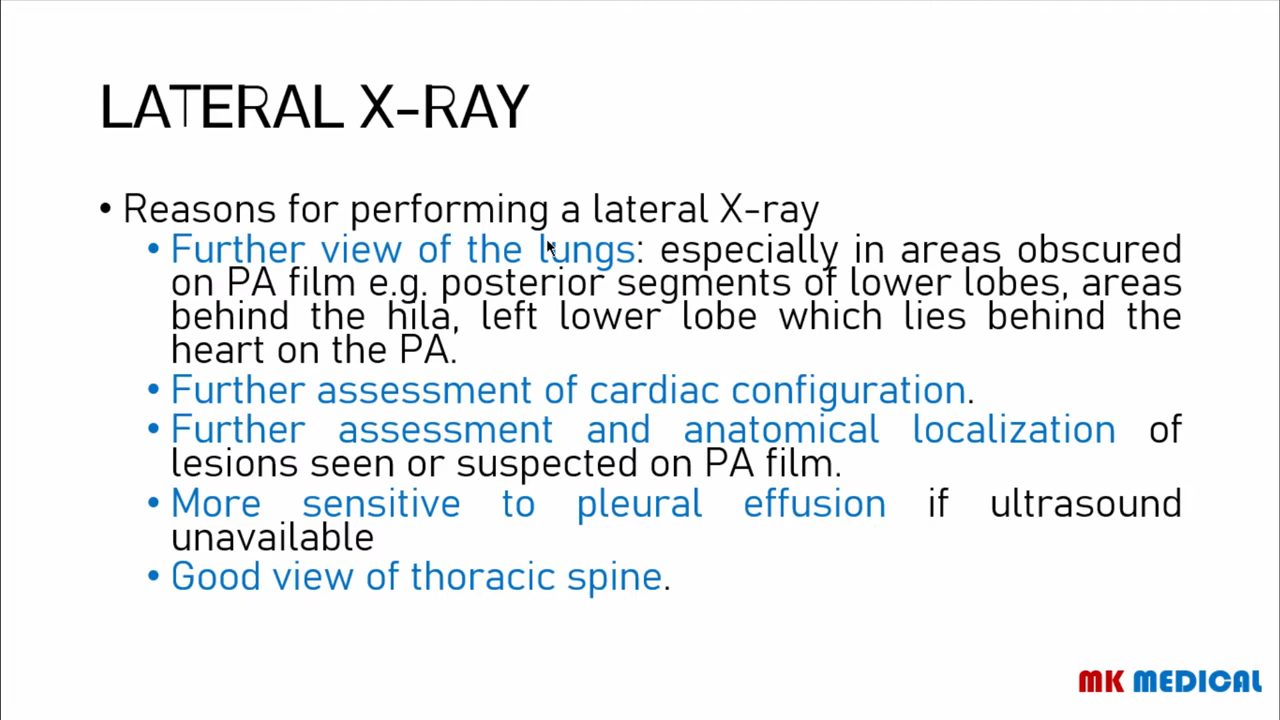 LATERAL X-RAY
• Reasons for performing a lateral X-ray
• Further view of the lungs: especially in areas obscured
on PA film e.g. posterior segments of lower lobes, areas
behind the hila, left lower lobe which lies behind the
heart on the PA.
• Further assessment of cardiac configuration.
• Further assessment and anatomical localization of
lesions seen or suspected on PA film.
• More sensitive to pleural effusion if ultrasound
unavailable
• Good view of thoracic spine.
MK MEDICAL